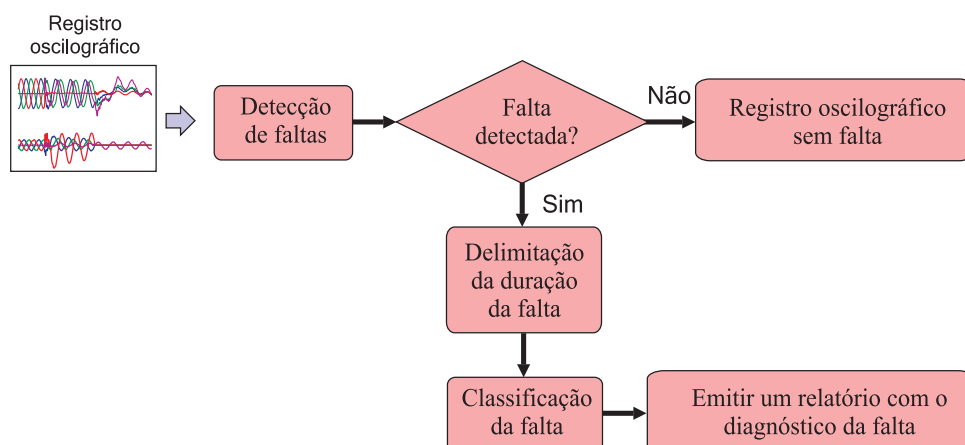 Registro
oscilográfico
Detecção
de faltas
Falta
detectada?
Não
Registro oscilográfico
sem falta
Sim
Delimitação
da duração
da falta
Classificação
da falta
Emitir um relatório com o
diagnóstico da falta